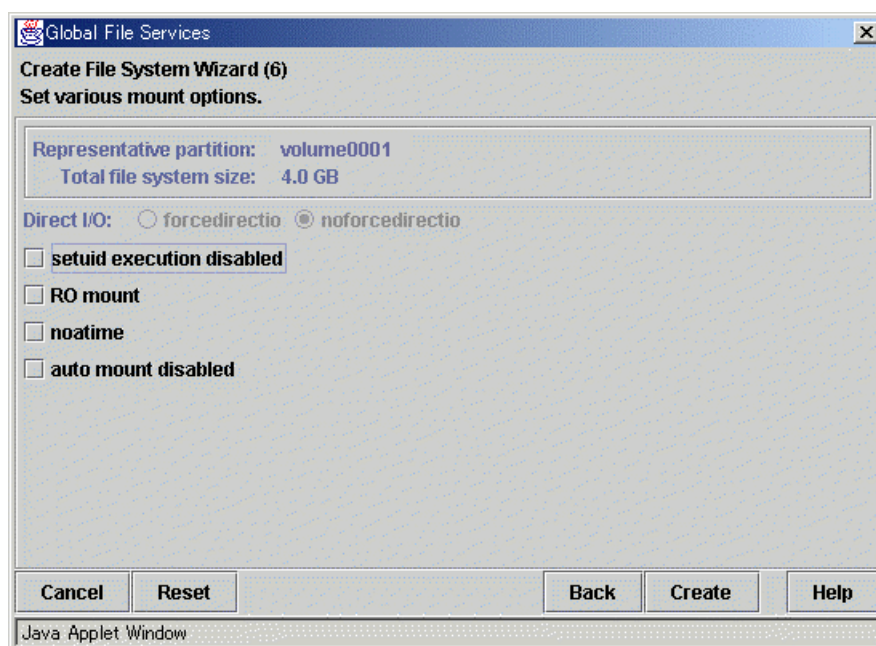 Global File Services
Create File System Wizard (6)
Set various mount options.
Representative partition: volume0001
Total file system size: 4.0 GB
Direct I/O: forcedirectio noforcedirectio
setuid execution disabled
RO mount
noatime
auto mount disabled
Cancel Reset Back Create Help
Java Applet Window